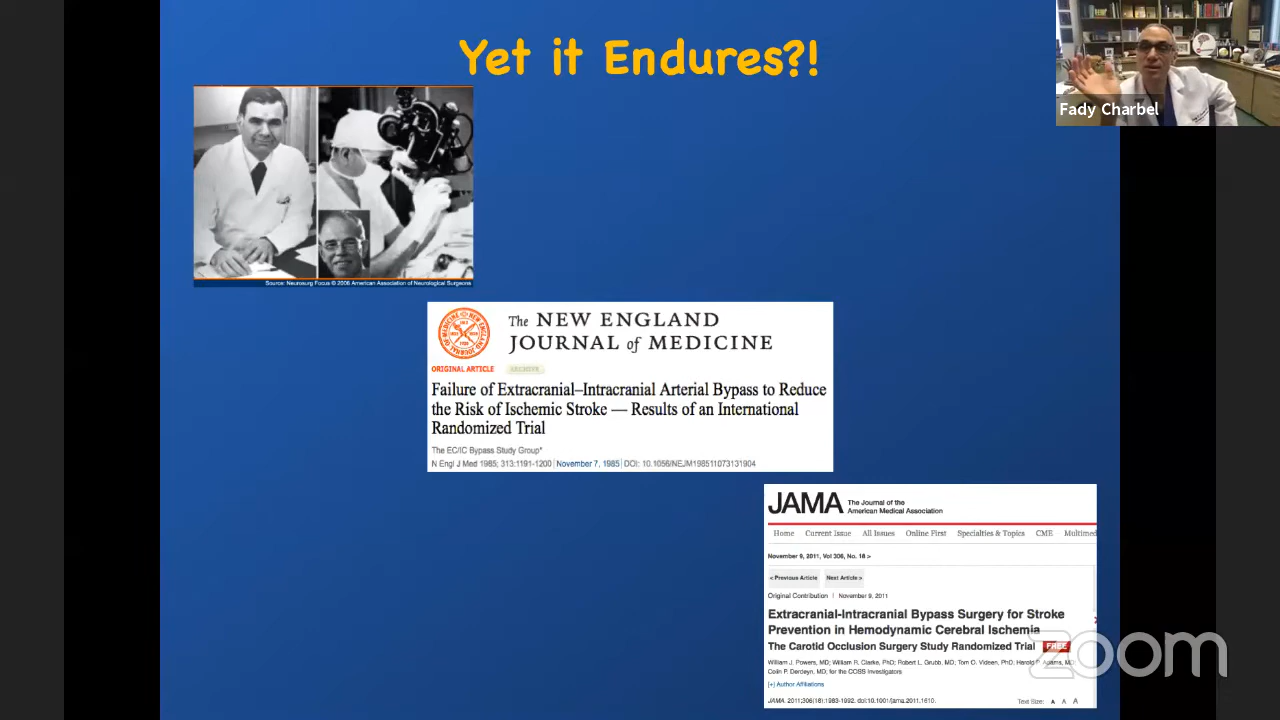 Yet it Endures?!
Fady Charbel
Source: Neurosurg Focus © 2006 American Association of Neurological Surgeons
The NEW ENGLAND
JOURNAL of MEDICINE
ORIGINAL ARTICLE ARCHIVE
Failure of Extracranial–Intracranial Arterial Bypass to Reduce
the Risk of Ischemic Stroke — Results of an International
Randomized Trial
The EC/IC Bypass Study Group*
N Engl J Med 1985; 313:1191-1200 | November 7, 1985 | DOI: 10.1056/NEJM198511073131904
JAMA The Journal of the
American Medical Association
Home Current Issue All Issues Online First Specialties & Topics CME Multimed
November 9, 2011, Vol 306, No. 18 >
< Previous Article Next Article >
Original Contribution | November 9, 2011
Extracranial-Intracranial Bypass Surgery for Stroke
Prevention in Hemodynamic Cerebral Ischemia
The Carotid Occlusion Surgery Study Randomized Trial FREE
William J. Powers, MD; William R. Clarke, PhD; Robert L. Grubb, MD; Tom O. Videen, PhD; Harold P. Adams, MD;
Colin P. Derdeyn, MD; for the COSS Investigators
[+] Author Affiliations
JAMA. 2011;306(18):1983-1992. doi:10.1001/jama.2011.1610. Text Size: A A A
zoom